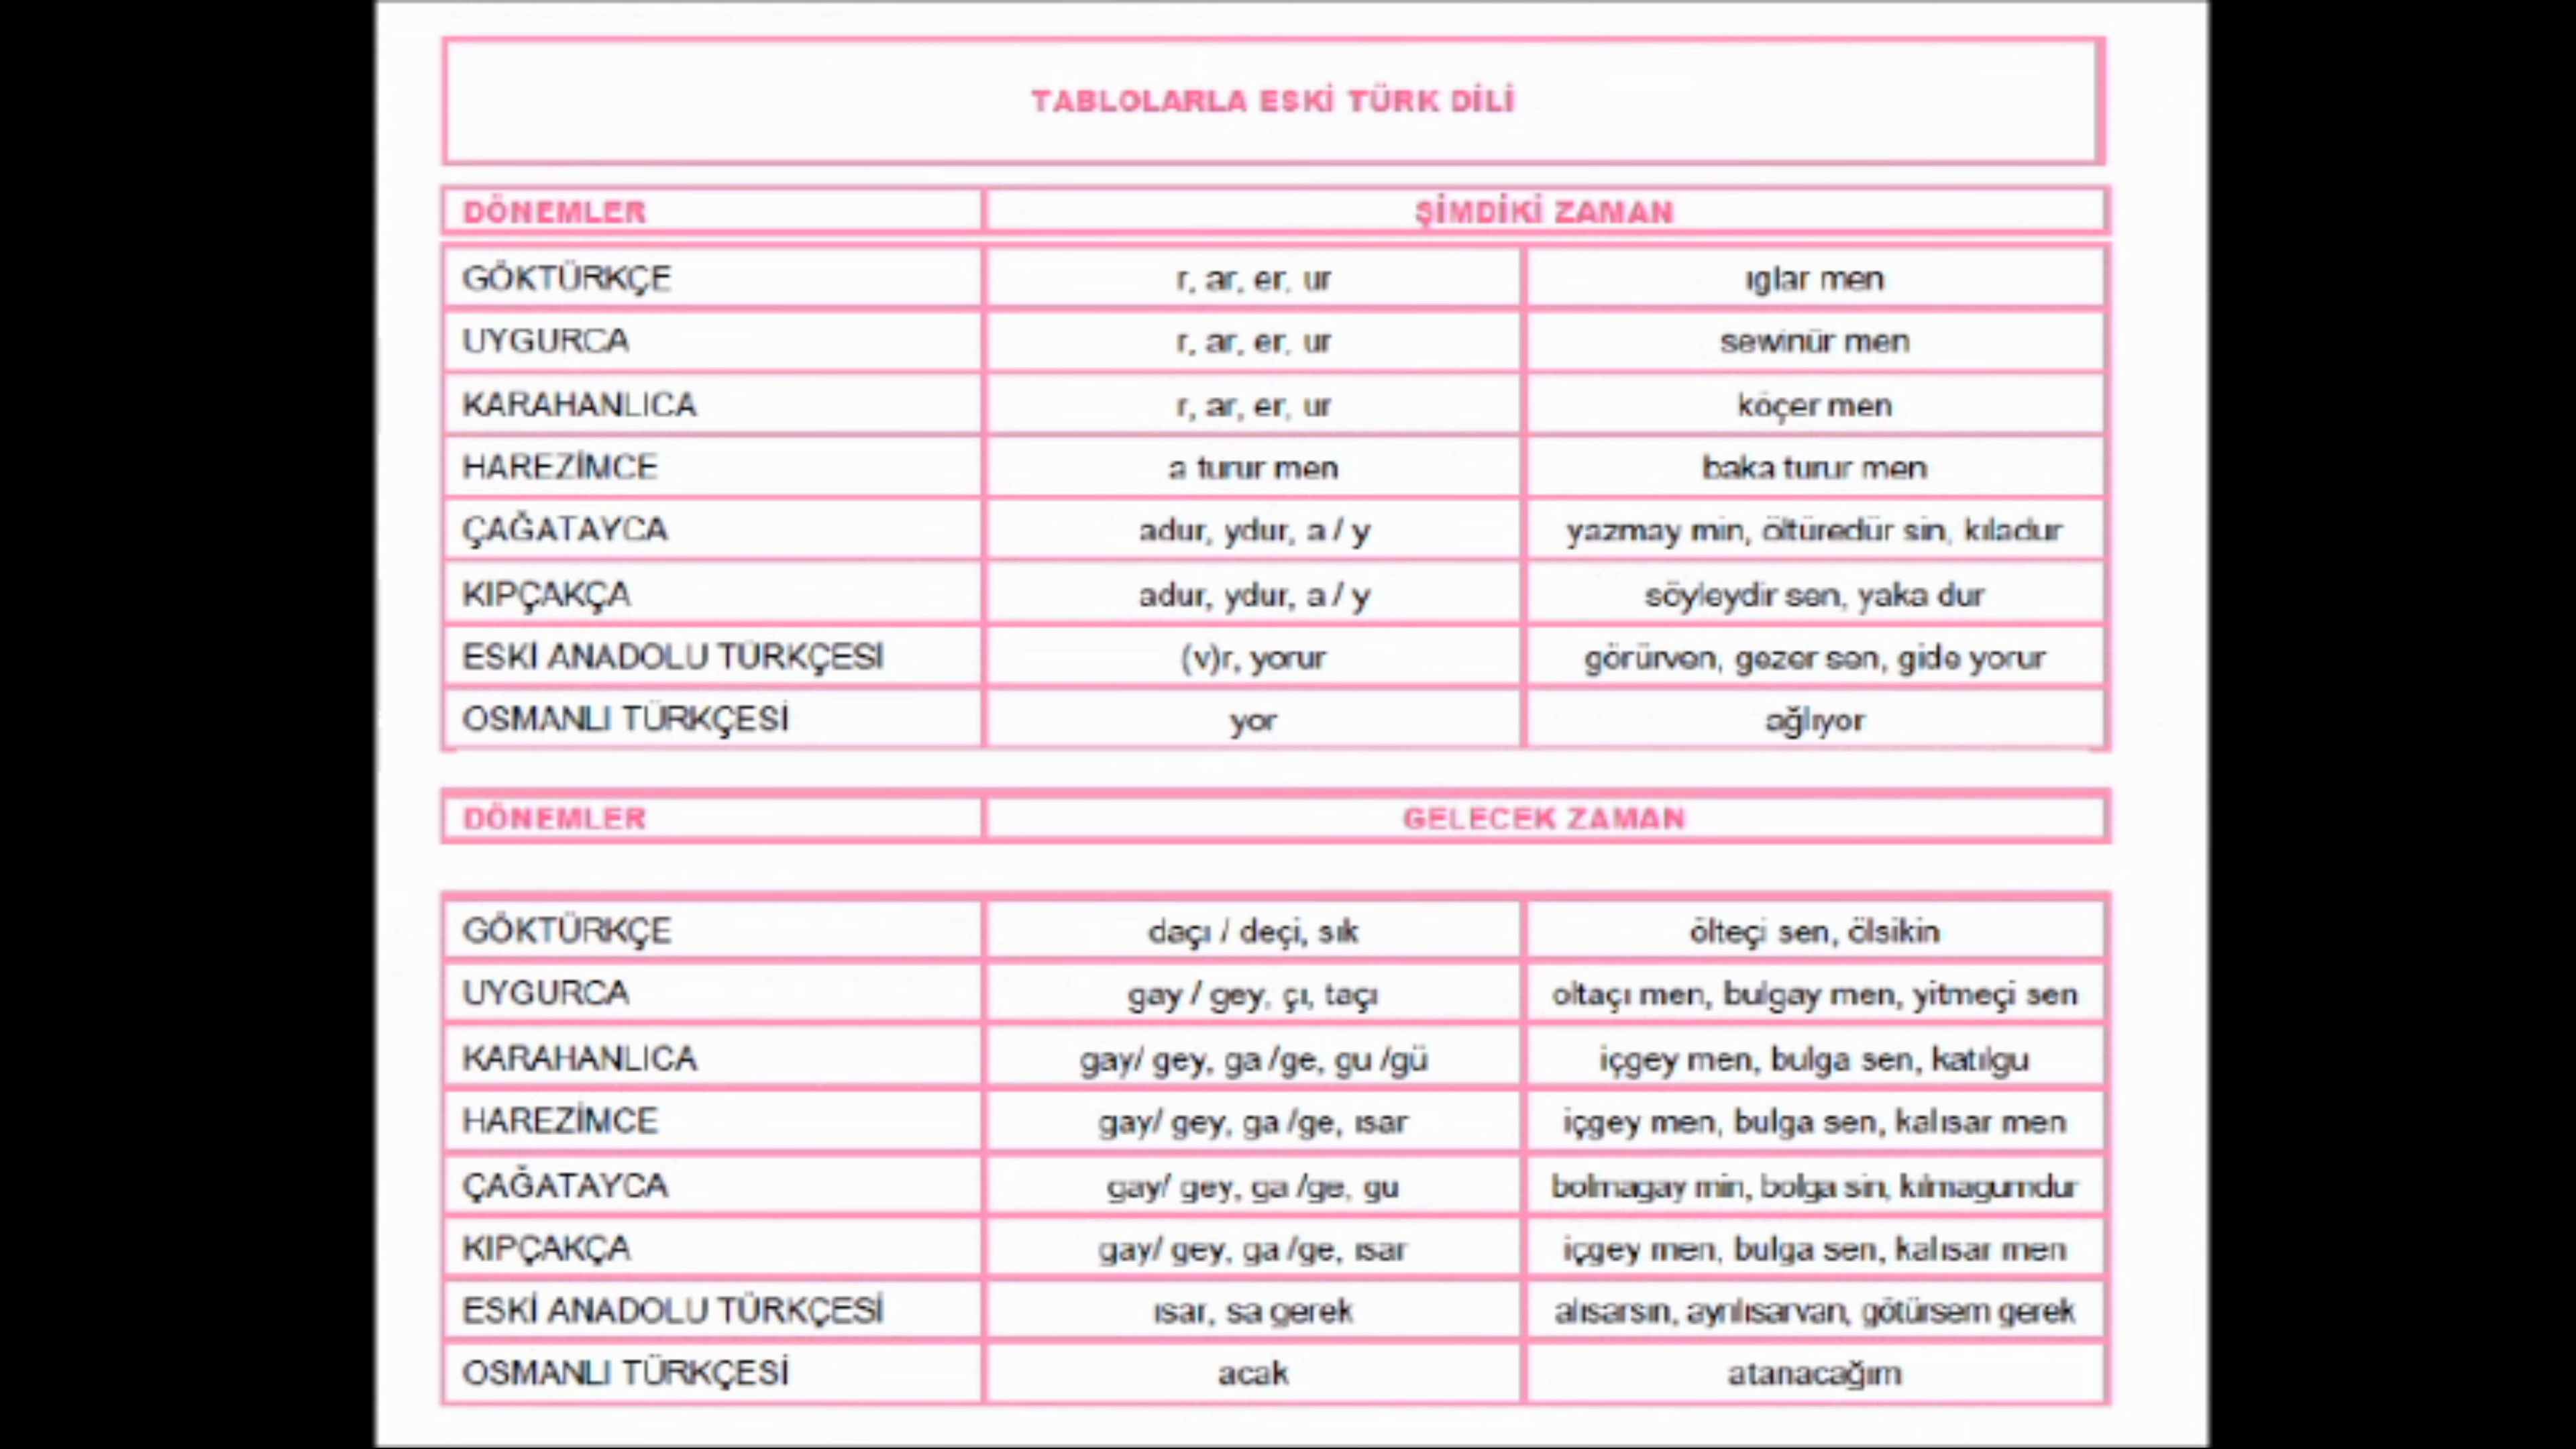 TABLOLARLA ESKİ TÜRK DİLİ
DÖNEMLER ŞİMDİKİ ZAMAN
GÖKTÜRKÇE r, ar, er, ur ıglar men
UYGURCA r, ar, er, ur sewinür men
KARAHANLICA r, ar, er, ur köçer men
HAREZİMCE a turur men baka turur men
ÇAĞATAYCA adur, ydur, a / y yazmay min, öltüredür sin, kıladur
KIPÇAKÇA adur, ydur, a / y söyleydir sen, yaka dur
ESKİ ANADOLU TÜRKÇESİ (v)r, yorur görürven, gezer sen, gide yorur
OSMANLI TÜRKÇESİ yor ağlıyor
DÖNEMLER GELECEK ZAMAN
GÖKTÜRKÇE daçı / deçi, sık ölteçi sen, ölsikin
UYGURCA gay / gey, çı, taçı oltaçı men, bulgay men, yitmeçi sen
KARAHANLICA gay/ gey, ga /ge, gu /gü içgey men, bulga sen, katılgu
HAREZİMCE gay/ gey, ga /ge, ısar içgey men, bulga sen, kalısar men
ÇAĞATAYCA gay/ gey, ga /ge, gu bolmagay min, bolga sin, kılmagumdur
KIPÇAKÇA gay/ gey, ga /ge, ısar içgey men, bulga sen, kalısar men
ESKİ ANADOLU TÜRKÇESİ ısar, sa gerek alısarsın, ayrılısarvan, götürsem gerek
OSMANLI TÜRKÇESİ acak atanacağım